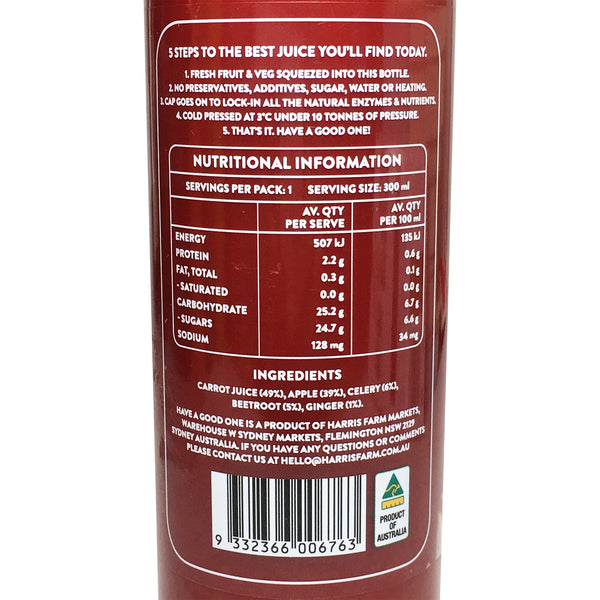 5 STEPS TO THE BEST JUICE YOU'LL FIND TODAY.
1. FRESH FRUIT & VEG SQUEEZED INTO THIS BOTTLE.
2. NO PRESERVATIVES, ADDITIVES, SUGAR, WATER OR HEATING.
3. CAP GOES ON TO LOCK-IN ALL THE NATURAL ENZYMES & NUTRIENTS.
4. COLD PRESSED AT 3°C UNDER 10 TONNES OF PRESSURE.
5. THAT'S IT. HAVE A GOOD ONE!
NUTRITIONAL INFORMATION
SERVINGS PER PACK: 1 SERVING SIZE: 300 ml
AV. QTY PER SERVE AV. QTY PER 100 ml
ENERGY 507 kJ 135 kJ
PROTEIN 2.2 g 0.6 g
FAT, TOTAL 0.3 g 0.1 g
- SATURATED 0.0 g 0.0 g
CARBOHYDRATE 25.2 g 6.7 g
- SUGARS 24.7 g 6.6 g
SODIUM 128 mg 34 mg
INGREDIENTS
CARROT JUICE (49%), APPLE (39%), CELERY (6%),
BEETROOT (5%), GINGER (1%).
HAVE A GOOD ONE IS A PRODUCT OF HARRIS FARM MARKETS,
WAREHOUSE W SYDNEY MARKETS, FLEMINGTON NSW 2129
SYDNEY AUSTRALIA. IF YOU HAVE ANY QUESTIONS OR COMMENTS
PLEASE CONTACT US AT HELLO@HARRISFARM.COM.AU
9 332366 006763
PRODUCT
OF
AUSTRALIA